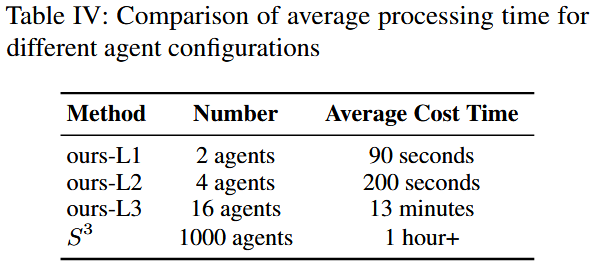 Table IV: Comparison of average processing time for
different agent configurations
Method Number Average Cost Time
ours-L1 2 agents 90 seconds
ours-L2 4 agents 200 seconds
ours-L3 16 agents 13 minutes
S³ 1000 agents 1 hour+